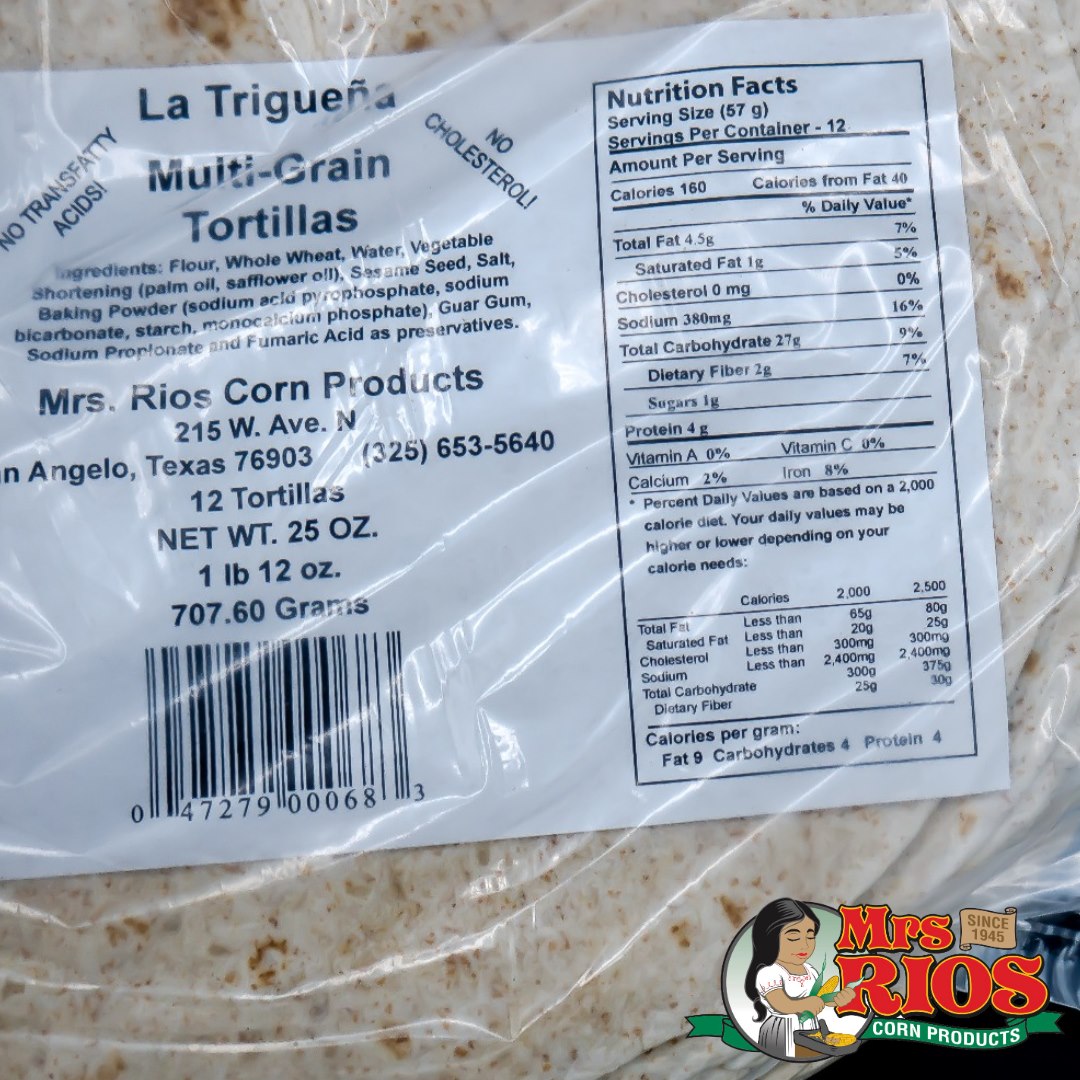 La Trigueña
NO TRANSFATTY
ACIDS!
NO
CHOLESTEROL!
Multi-Grain
Tortillas
Ingredients: Flour, Whole Wheat, Water, Vegetable
Shortening (palm oil, safflower oil), Sesame Seed, Salt,
Baking Powder (sodium acid pyrophosphate, sodium
bicarbonate, starch, monocalcium phosphate), Guar Gum,
Sodium Propionate and Fumaric Acid as preservatives.
Mrs. Rios Corn Products
215 W. Ave. N
n Angelo, Texas 76903 (325) 653-5640
12 Tortillas
NET WT. 25 OZ.
1 lb 12 oz.
707.60 Grams
0 47279 00068 3
Nutrition Facts
Serving Size (57 g)
Servings Per Container - 12
Amount Per Serving
Calories 160 Calories from Fat 40
% Daily Value*
Total Fat 4.5g 7%
Saturated Fat 1g 5%
Cholesterol 0 mg 0%
Sodium 380mg 16%
Total Carbohydrate 27g 9%
Dietary Fiber 2g 7%
Sugars 1g
Protein 4 g
Vitamin A 0% Vitamin C 0%
Calcium 2% Iron 8%
* Percent Daily Values are based on a 2,000
calorie diet. Your daily values may be
higher or lower depending on your
calorie needs:
Calories 2,000 2,500
Total Fat Less than 65g 80g
Saturated Fat Less than 20g 25g
Cholesterol Less than 300mg 300mg
Sodium Less than 2,400mg 2,400mg
Total Carbohydrate 300g 375g
Dietary Fiber 25g 30g
Calories per gram:
Fat 9 Carbohydrates 4 Protein 4
Mrs
RIOS
SINCE
1945
CORN PRODUCTS